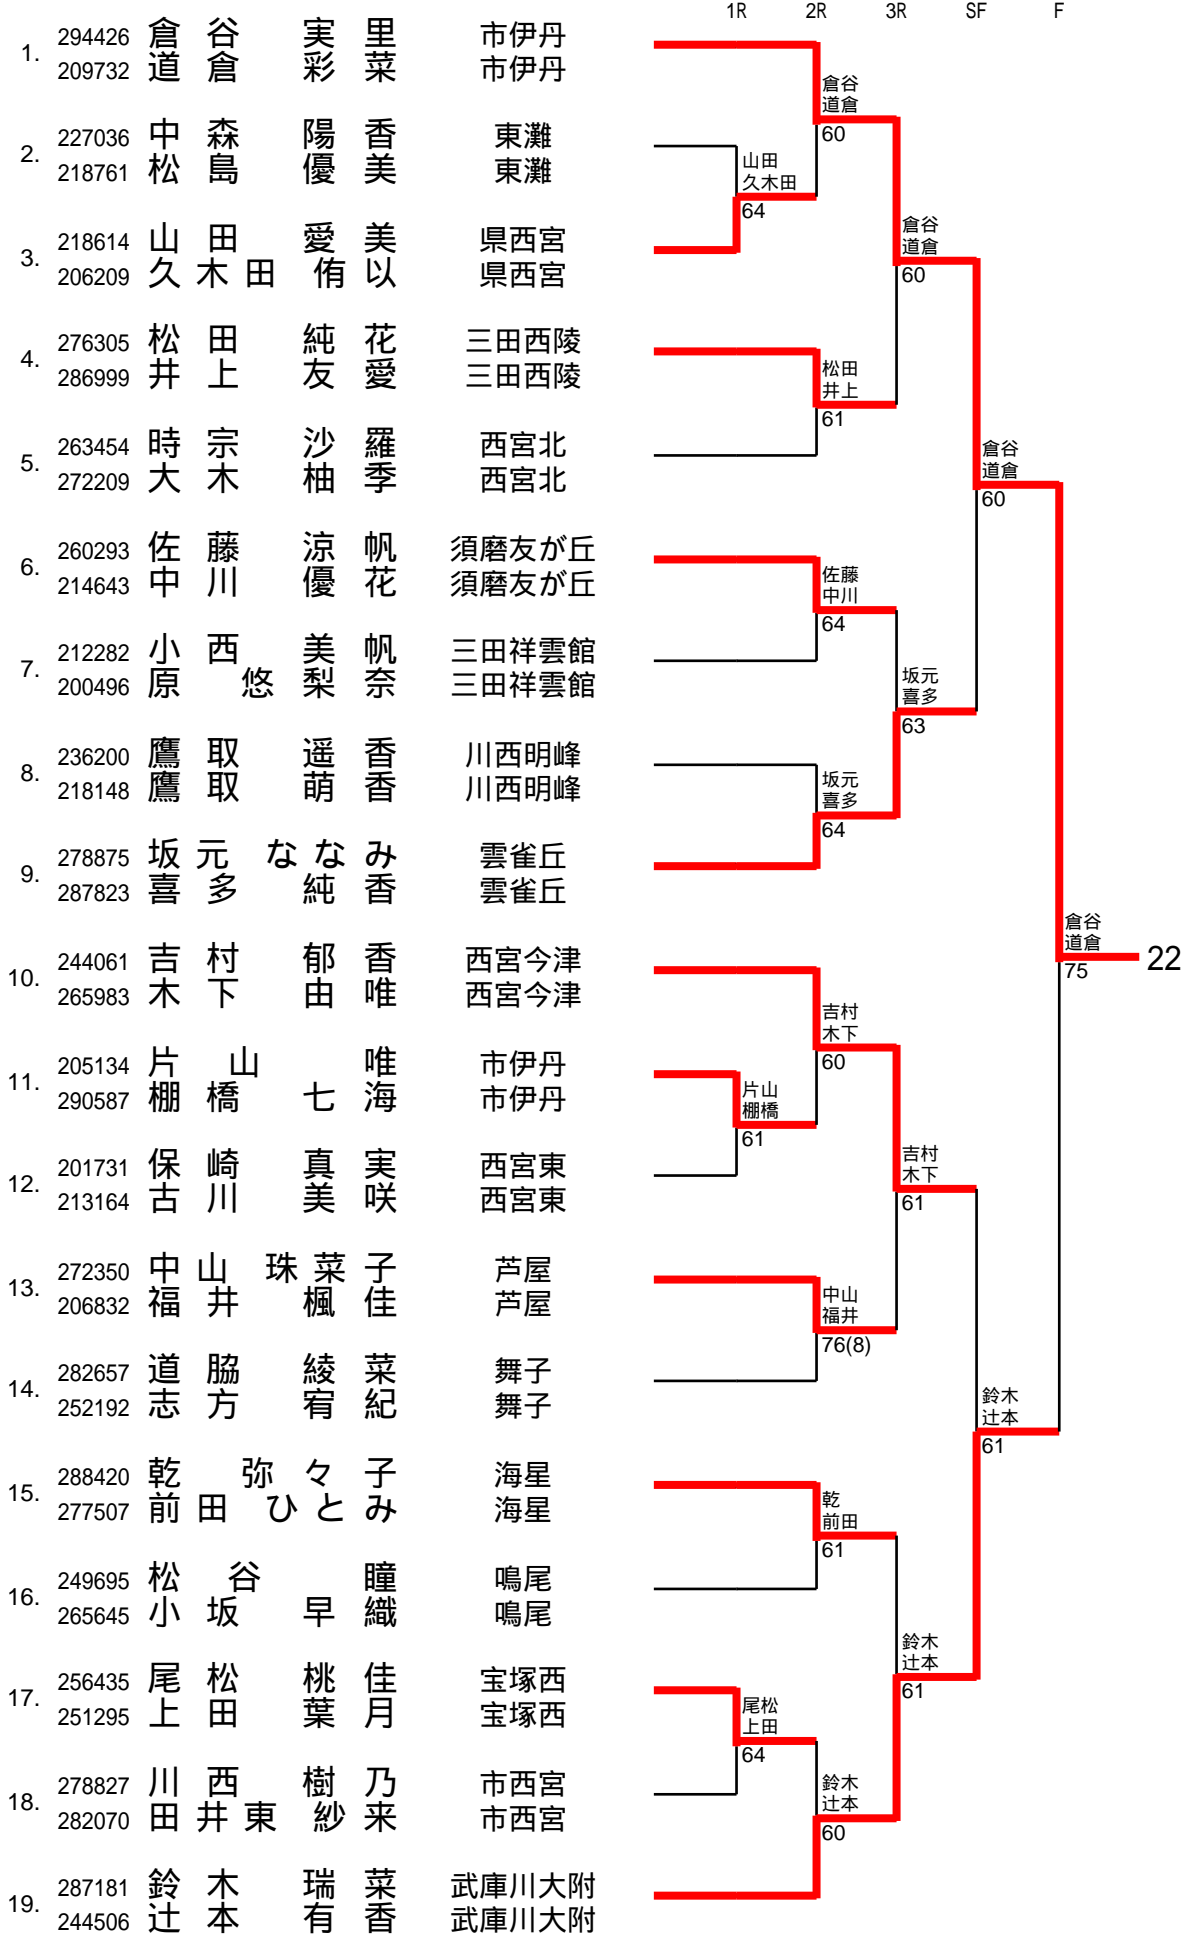 1R 2R 3R SF F
1. 294426 倉谷 実里 市伊丹
209732 道倉 彩菜 市伊丹
2. 227036 中森 陽香 東灘
218761 松島 優美 東灘
3. 218614 山田 愛美 県西宮
206209 久木田 侑以 県西宮
4. 276305 松田 純花 三田西陵
286999 井上 友愛 三田西陵
5. 263454 時宗 沙羅 西宮北
272209 大木 柚季 西宮北
6. 260293 佐藤 涼帆 須磨友が丘
214643 中川 優花 須磨友が丘
7. 212282 小西 美帆 三田祥雲館
200496 原 悠梨奈 三田祥雲館
8. 236200 鷹取 遥香 川西明峰
218148 鷹取 萌香 川西明峰
9. 278875 坂元 ななみ 雲雀丘
287823 喜多 純香 雲雀丘
10. 244061 吉村 郁香 西宮今津
265983 木下 由唯 西宮今津
11. 205134 片山 唯 市伊丹
290587 棚橋 七海 市伊丹
12. 201731 保崎 真実 西宮東
213164 古川 美咲 西宮東
13. 272350 中山 珠菜子 芦屋
206832 福井 楓佳 芦屋
14. 282657 道脇 綾菜 舞子
252192 志方 宥紀 舞子
15. 288420 乾 弥々子 海星
277507 前田 ひとみ 海星
16. 249695 松谷 瞳 鳴尾
265645 小坂 早織 鳴尾
17. 256435 尾松 桃佳 宝塚西
251295 上田 葉月 宝塚西
18. 278827 川西 樹乃 市西宮
282070 田井東 紗来 市西宮
19. 287181 鈴木 瑞菜 武庫川大附
244506 辻本 有香 武庫川大附
山田
久木田
64
片山
棚橋
61
尾松
上田
64
倉谷
道倉
60
松田
井上
61
佐藤
中川
64
坂元
喜多
64
吉村
木下
60
中山
福井
76(8)
乾
前田
61
鈴木
辻本
60
倉谷
道倉
60
坂元
喜多
63
吉村
木下
61
鈴木
辻本
61
倉谷
道倉
60
鈴木
辻本
61
倉谷
道倉
75
22